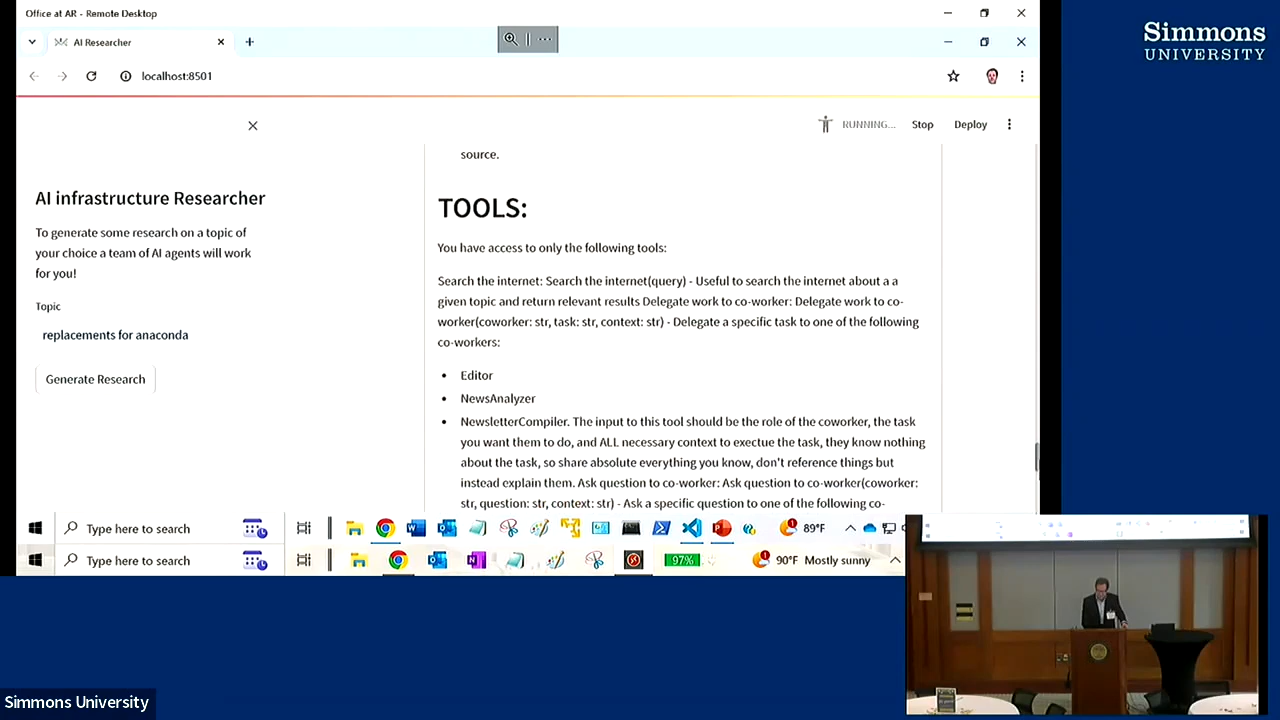 Office at AR - Remote Desktop
Simmons
UNIVERSITY
AI Researcher
localhost:8501
RUNNING...
Stop
Deploy
source.
AI infrastructure Researcher
To generate some research on a topic of
your choice a team of AI agents will work
for you!
Topic
replacements for anaconda
Generate Research
TOOLS:
You have access to only the following tools:
Search the internet: Search the internet(query) - Useful to search the internet about a a
given topic and return relevant results Delegate work to co-worker: Delegate work to co-
worker(coworker: str, task: str, context: str) - Delegate a specific task to one of the following
co-workers:
Editor
NewsAnalyzer
NewsletterCompiler. The input to this tool should be the role of the coworker, the task
you want them to do, and ALL necessary context to exectue the task, they know nothing
about the task, so share absolute everything you know, don't reference things but
instead explain them. Ask question to co-worker: Ask question to co-worker(coworker:
str, question: str, context: str) - Ask a specific question to one of the following co-
Type here to search
89°F
Type here to search
97%
90°F Mostly sunny
Simmons University